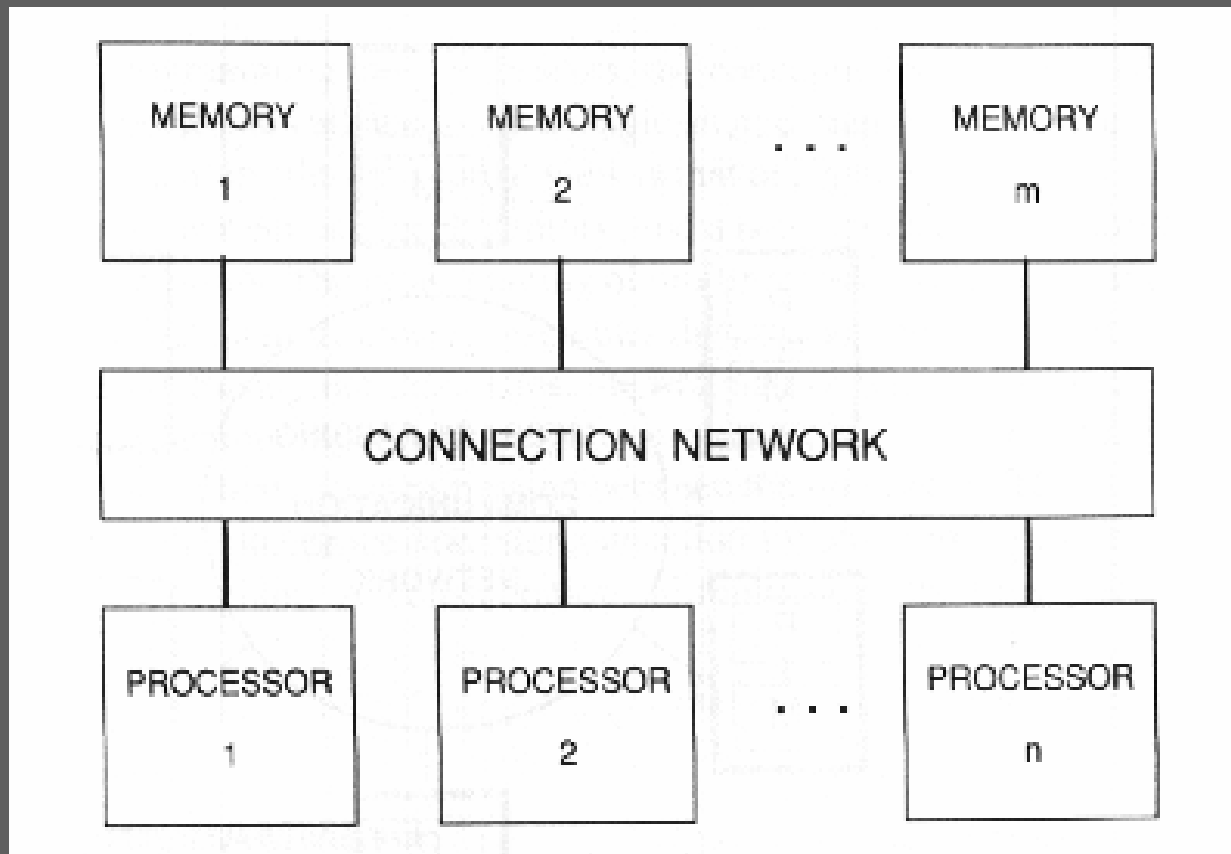 MEMORY
1
MEMORY
2
. . .
MEMORY
m
CONNECTION NETWORK
PROCESSOR
1
PROCESSOR
2
. . .
PROCESSOR
n